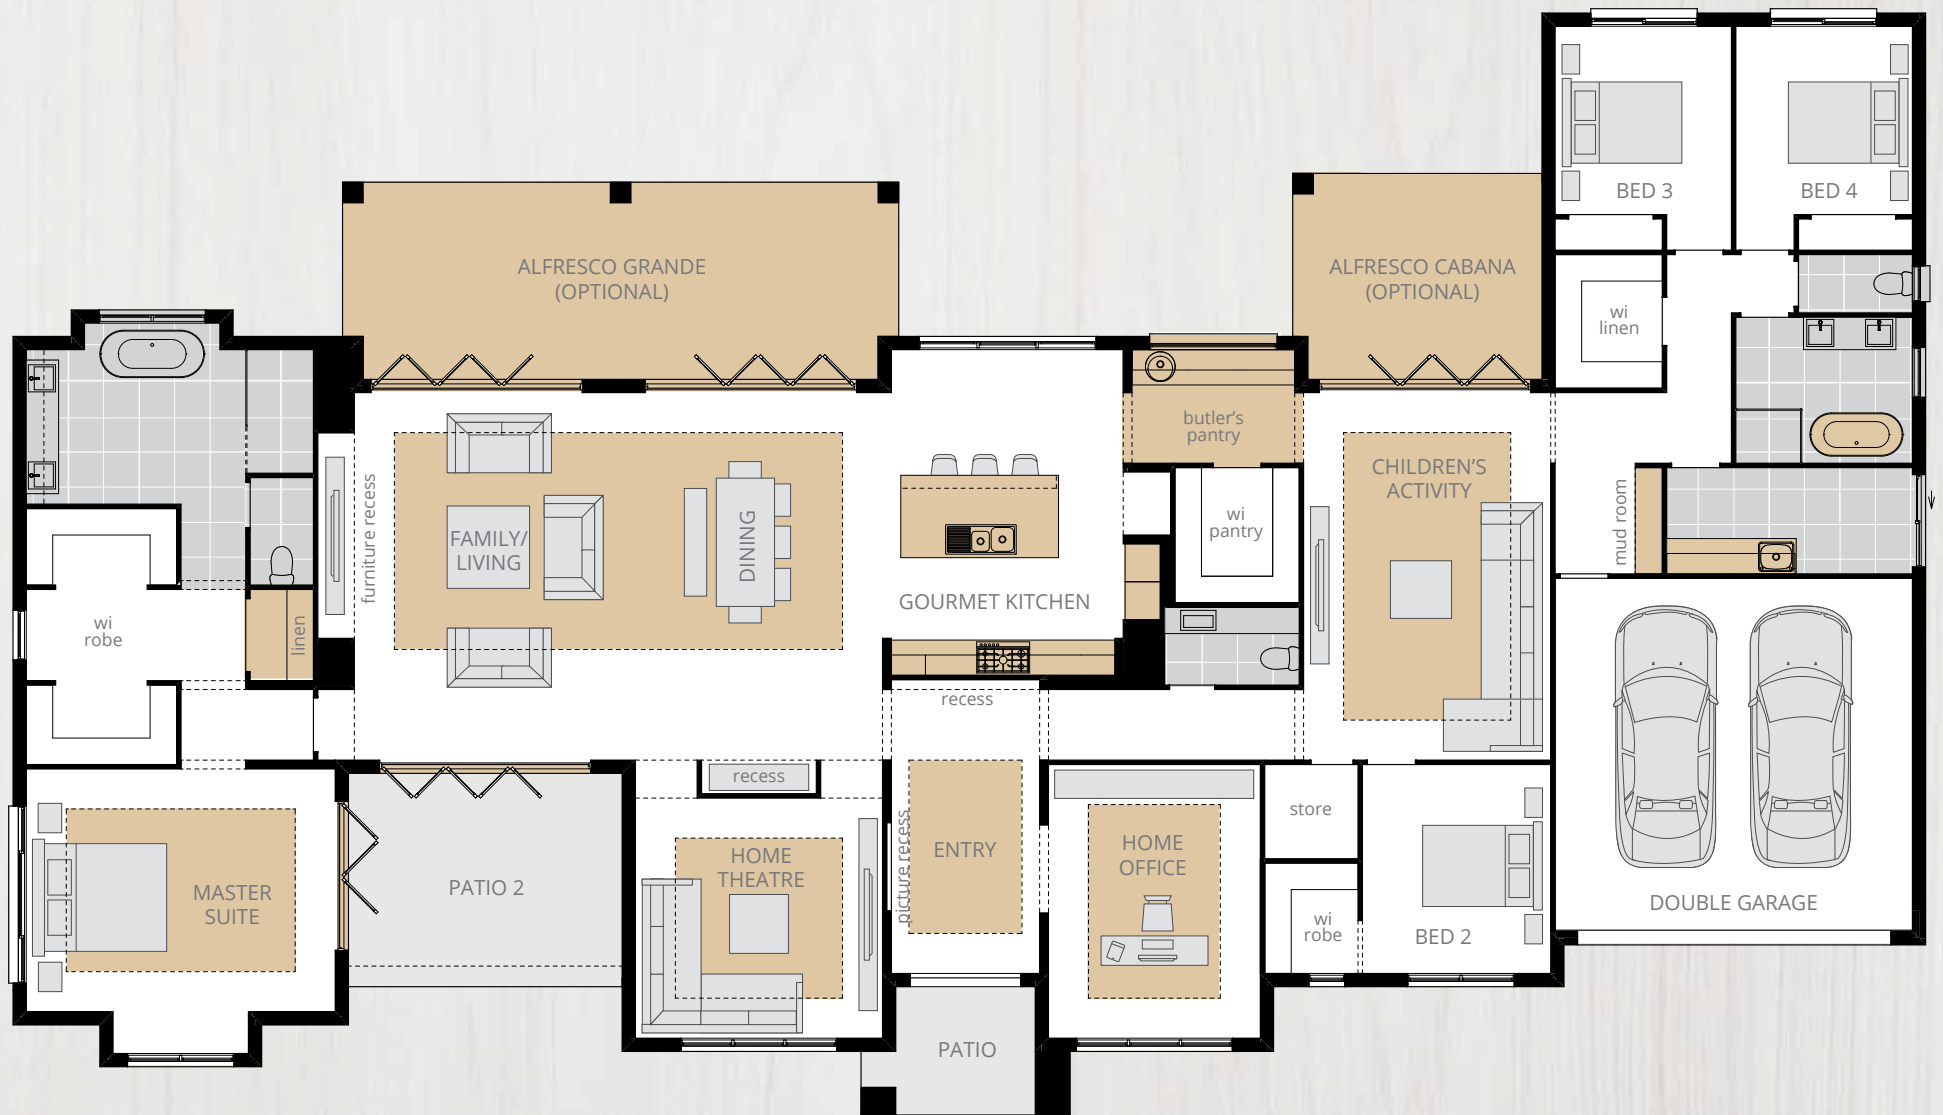 BED 3
BED 4
ALFRESCO GRANDE
(OPTIONAL)
ALFRESCO CABANA
(OPTIONAL)
wi
linen
butler’s
pantry
CHILDREN’S
ACTIVITY
furniture recess
FAMILY/
LIVING
DINING
wi
pantry
mud room
GOURMET KITCHEN
wi
robe
linen
recess
recess
store
MASTER
SUITE
PATIO 2
HOME
THEATRE
picture recess
ENTRY
HOME
OFFICE
wi
robe
BED 2
DOUBLE GARAGE
PATIO